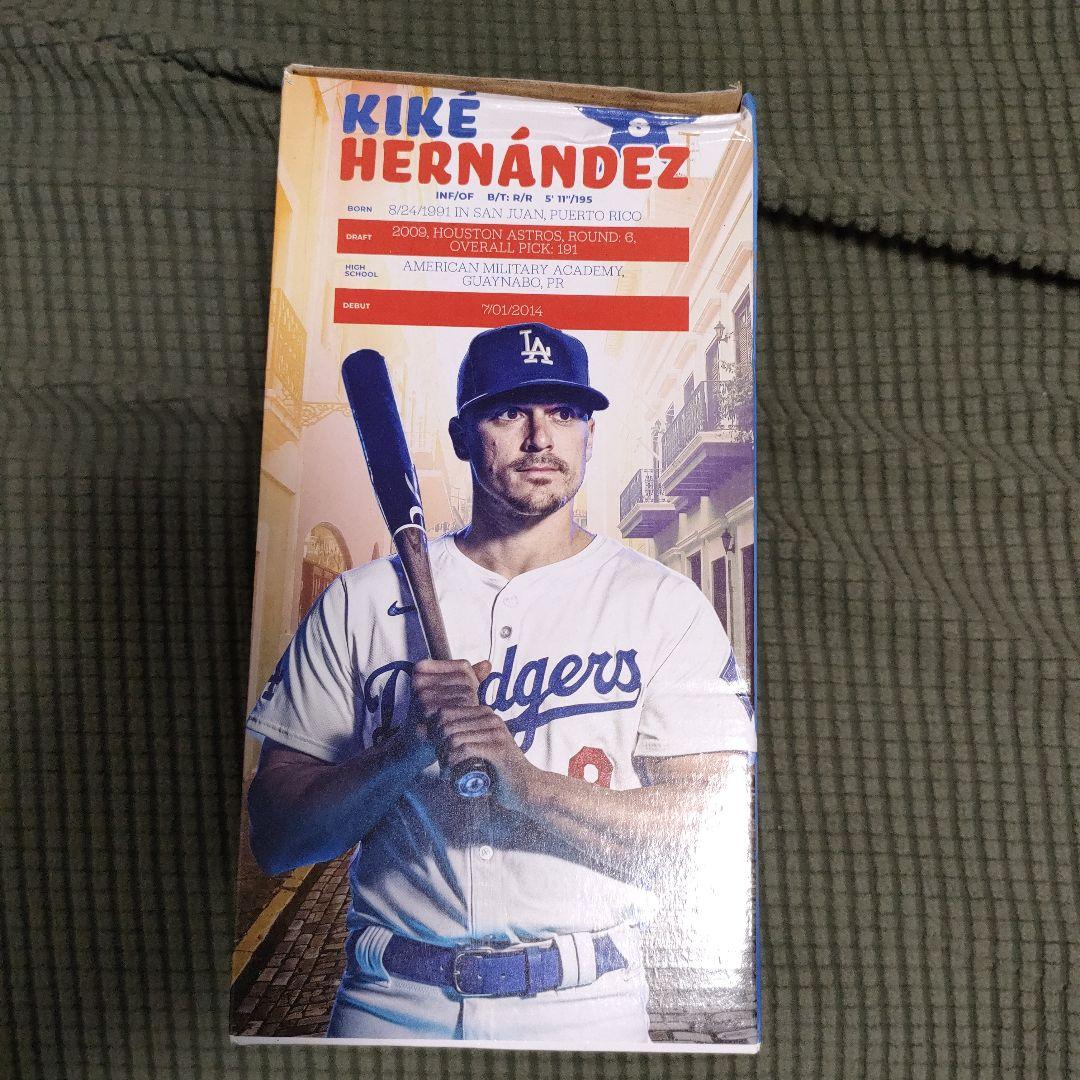 KIKÉ
8
HERNÁNDEZ
INF/OF B/T: R/R 5' 11"/195
BORN 8/24/1991 IN SAN JUAN, PUERTO RICO
DRAFT 2009, HOUSTON ASTROS, ROUND: 6,
OVERALL PICK: 191
HIGH SCHOOL AMERICAN MILITARY ACADEMY,
GUAYNABO, PR
DEBUT 7/01/2014
LA
Dodgers
8